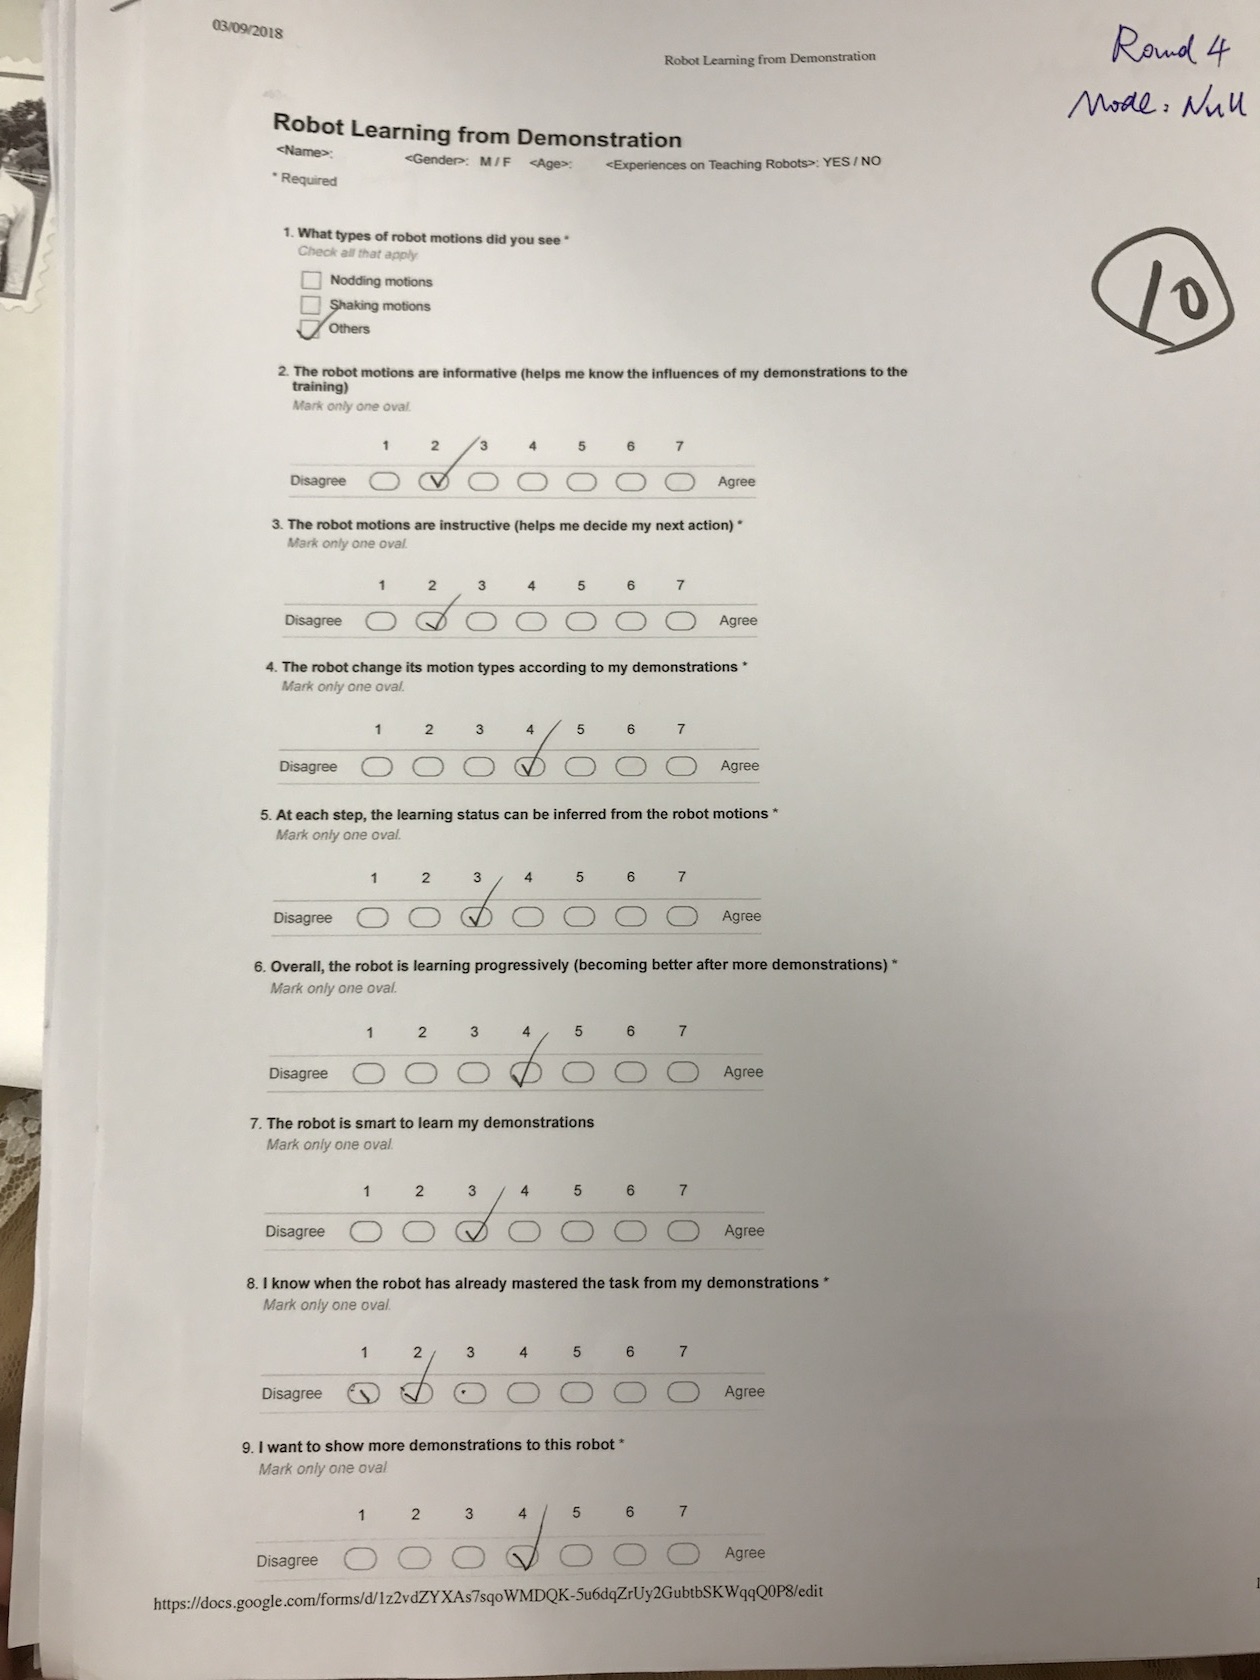 03/09/2018
Robot Learning from Demonstration
Round 4
Mode: Null
Robot Learning from Demonstration
<Name>: <Gender>: M / F <Age>: <Experiences on Teaching Robots>: YES / NO
* Required
10
1. What types of robot motions did you see *
Check all that apply.
Nodding motions
Shaking motions
Others
2. The robot motions are informative (helps me know the influences of my demonstrations to the
training)
Mark only one oval.
1 2 3 4 5 6 7
Disagree Agree
3. The robot motions are instructive (helps me decide my next action) *
Mark only one oval.
1 2 3 4 5 6 7
Disagree Agree
4. The robot change its motion types according to my demonstrations *
Mark only one oval.
1 2 3 4 5 6 7
Disagree Agree
5. At each step, the learning status can be inferred from the robot motions *
Mark only one oval.
1 2 3 4 5 6 7
Disagree Agree
6. Overall, the robot is learning progressively (becoming better after more demonstrations) *
Mark only one oval.
1 2 3 4 5 6 7
Disagree Agree
7. The robot is smart to learn my demonstrations
Mark only one oval.
1 2 3 4 5 6 7
Disagree Agree
8. I know when the robot has already mastered the task from my demonstrations *
Mark only one oval.
1 2 3 4 5 6 7
Disagree Agree
9. I want to show more demonstrations to this robot *
Mark only one oval.
1 2 3 4 5 6 7
Disagree Agree
https://docs.google.com/forms/d/1z2vdZYXAs7sqoWMDQK-5u6dqZrUy2GubtbSKWqqQ0P8/edit